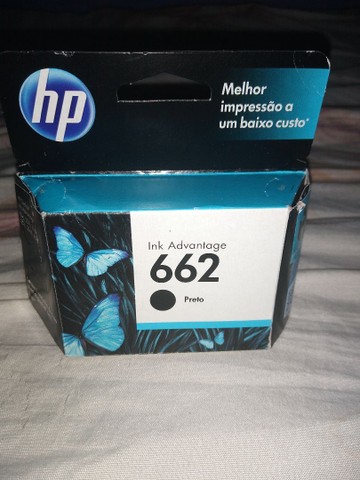 hp
Melhor
impressão a
um baixo custo*
Ink Advantage
662
Preto